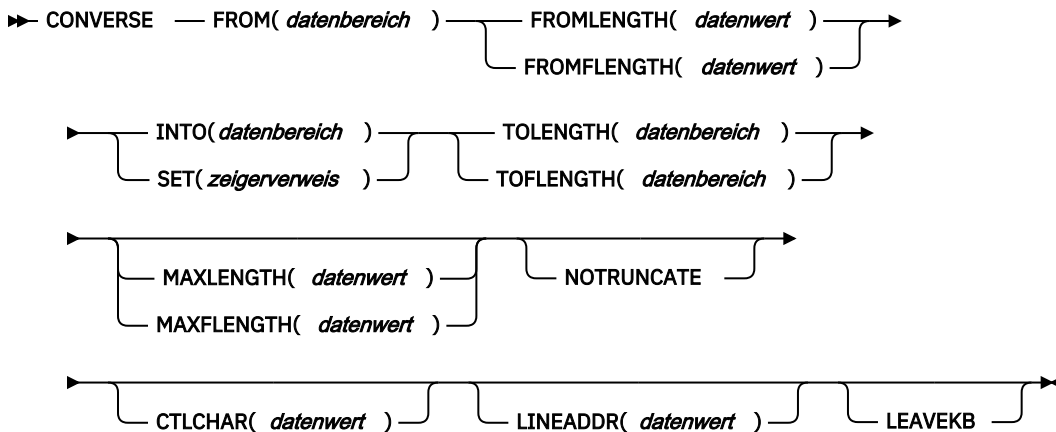 CONVERSE FROM( datenbereich ) FROMLENGTH( datenwert )
FROMFLENGTH( datenwert )
INTO( datenbereich ) TOLENGTH( datenbereich )
SET( zeigerverweis ) TOFLENGTH( datenbereich )
MAXLENGTH( datenwert ) NOTRUNCATE
MAXFLENGTH( datenwert )
CTLCHAR( datenwert ) LINEADDR( datenwert ) LEAVEKB